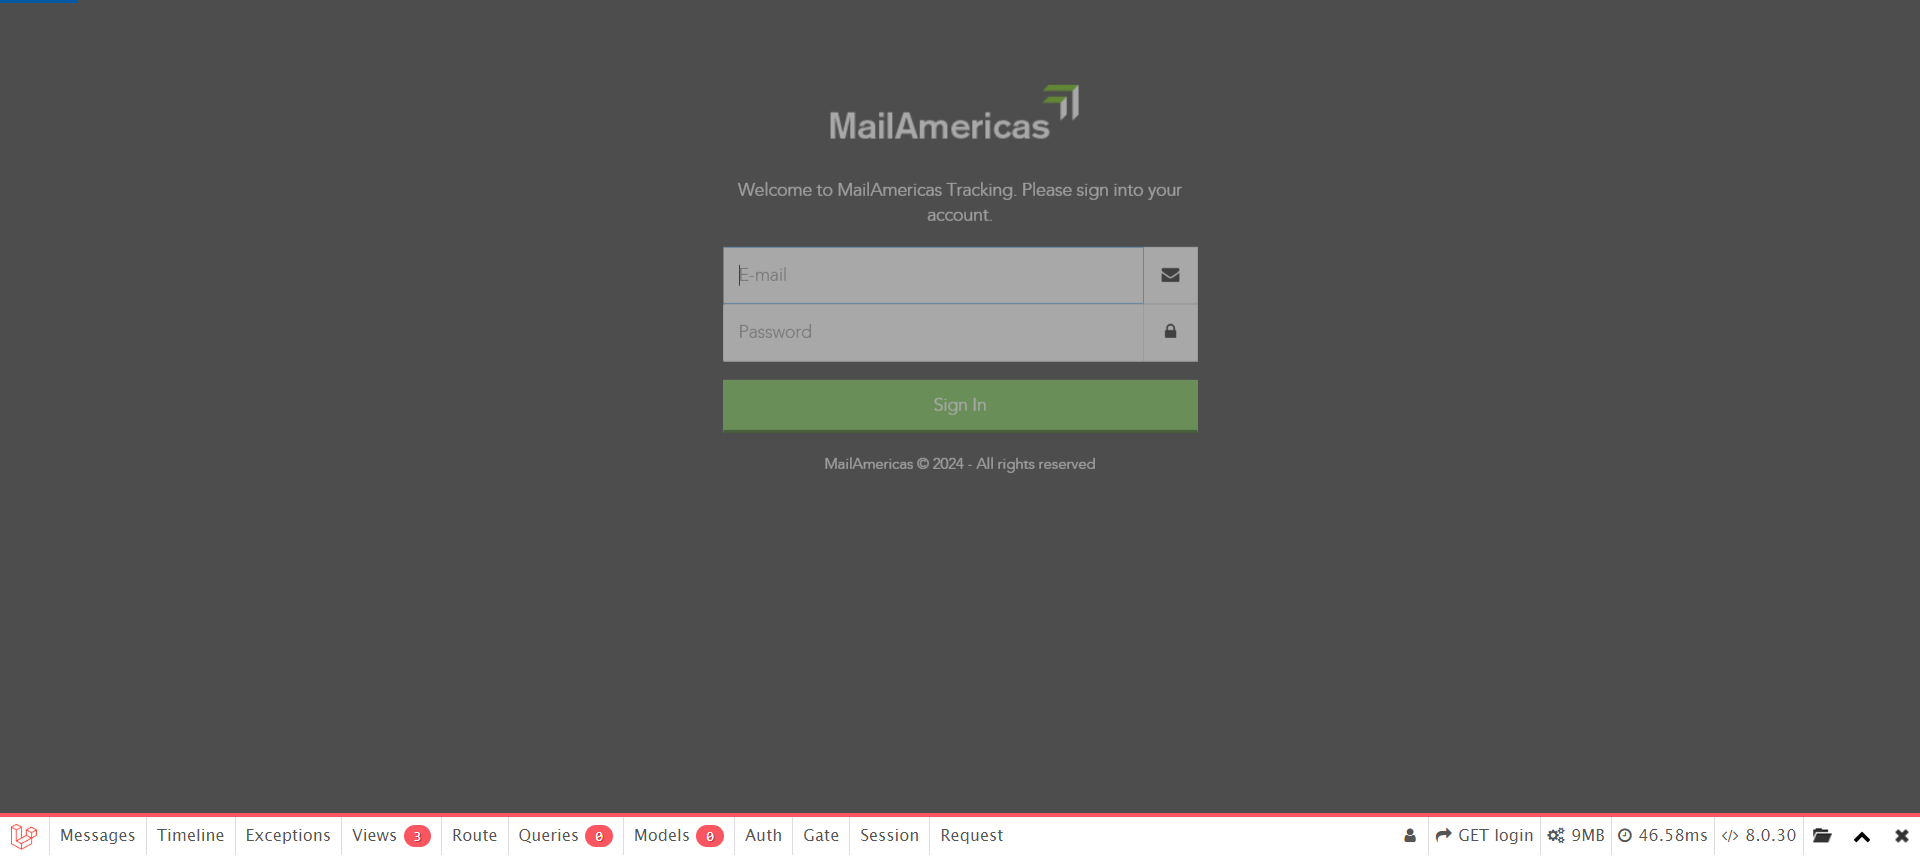 MailAmericas
Welcome to MailAmericas Tracking. Please sign into your
account.
E-mail
Password
Sign In
MailAmericas © 2024 - All rights reserved
Messages Timeline Exceptions Views 3 Route Queries 0 Models 0 Auth Gate Session Request GET login 9MB 46.58ms </> 8.0.30